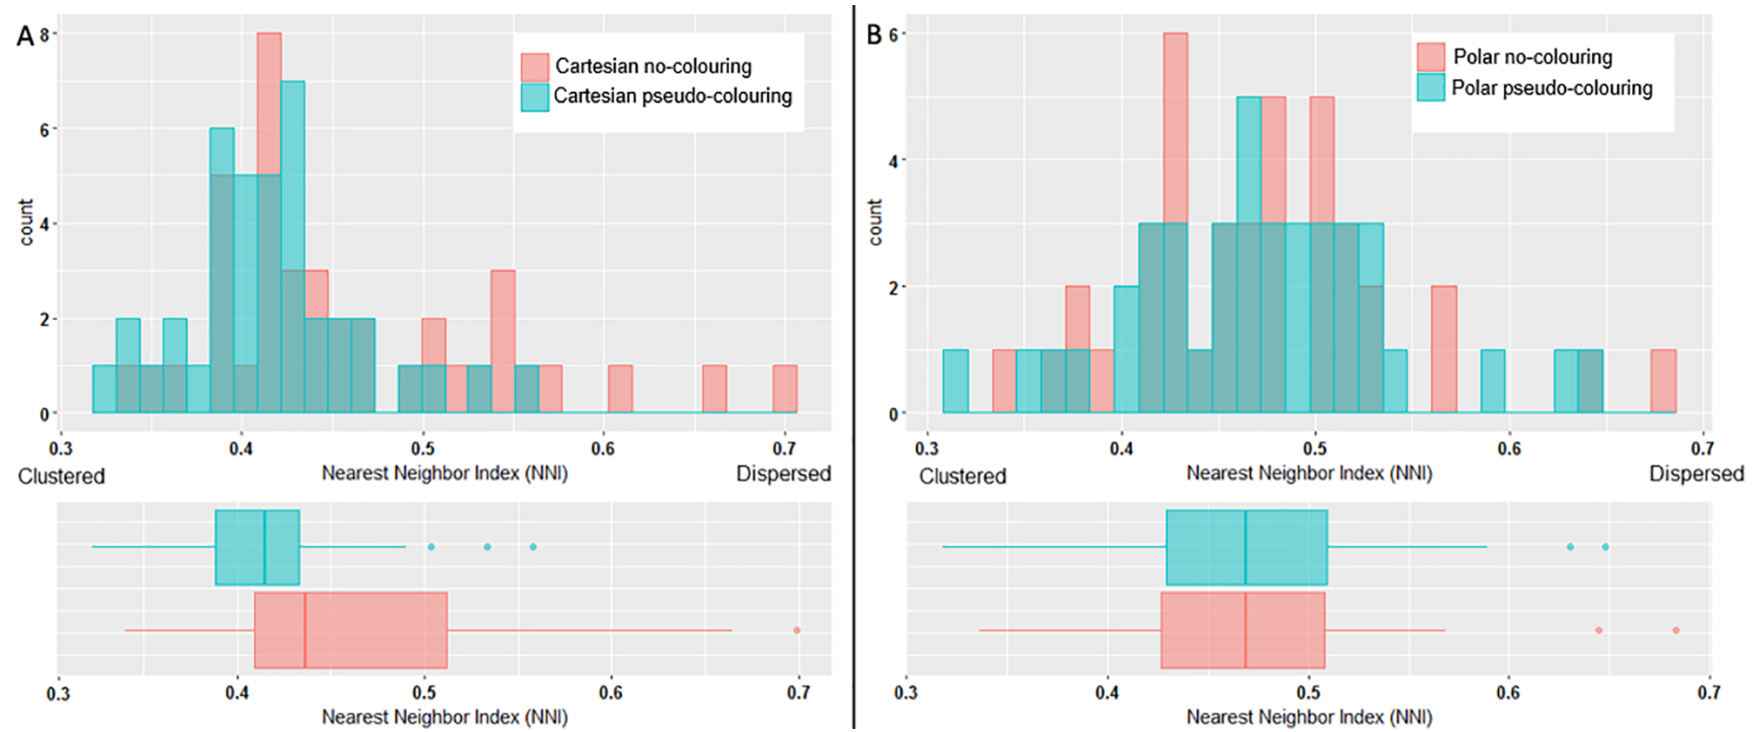 A
8
6
4
2
0
count
Cartesian no-colouring
Cartesian pseudo-colouring
0.3 0.4 0.5 0.6 0.7
Clustered Nearest Neighbor Index (NNI) Dispersed
0.3 0.4 0.5 0.6 0.7
Nearest Neighbor Index (NNI)
B
6
4
2
0
count
Polar no-colouring
Polar pseudo-colouring
0.3 0.4 0.5 0.6 0.7
Clustered Nearest Neighbor Index (NNI) Dispersed
0.3 0.4 0.5 0.6 0.7
Nearest Neighbor Index (NNI)